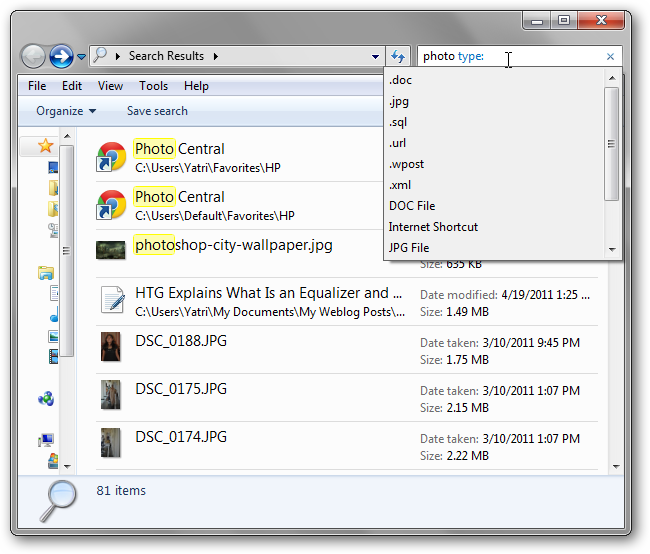 Search Results
photo type:
File Edit View Tools Help
Organize Save search
.doc
.jpg
.sql
.url
.wpost
.xml
DOC File
Internet Shortcut
JPG File
Photo Central
C:\Users\Yatri\Favorites\HP
Photo Central
C:\Users\Default\Favorites\HP
photoshop-city-wallpaper.jpg
Size: 635 KB
HTG Explains What Is an Equalizer and ...
Date modified: 4/19/2011 1:25 ...
C:\Users\Yatri\My Documents\My Weblog Posts\...
Size: 1.49 MB
DSC_0188.JPG
Date taken: 3/10/2011 9:45 PM
Size: 1.75 MB
DSC_0175.JPG
Date taken: 3/10/2011 1:07 PM
Size: 2.15 MB
DSC_0174.JPG
Date taken: 3/10/2011 1:07 PM
Size: 2.22 MB
81 items